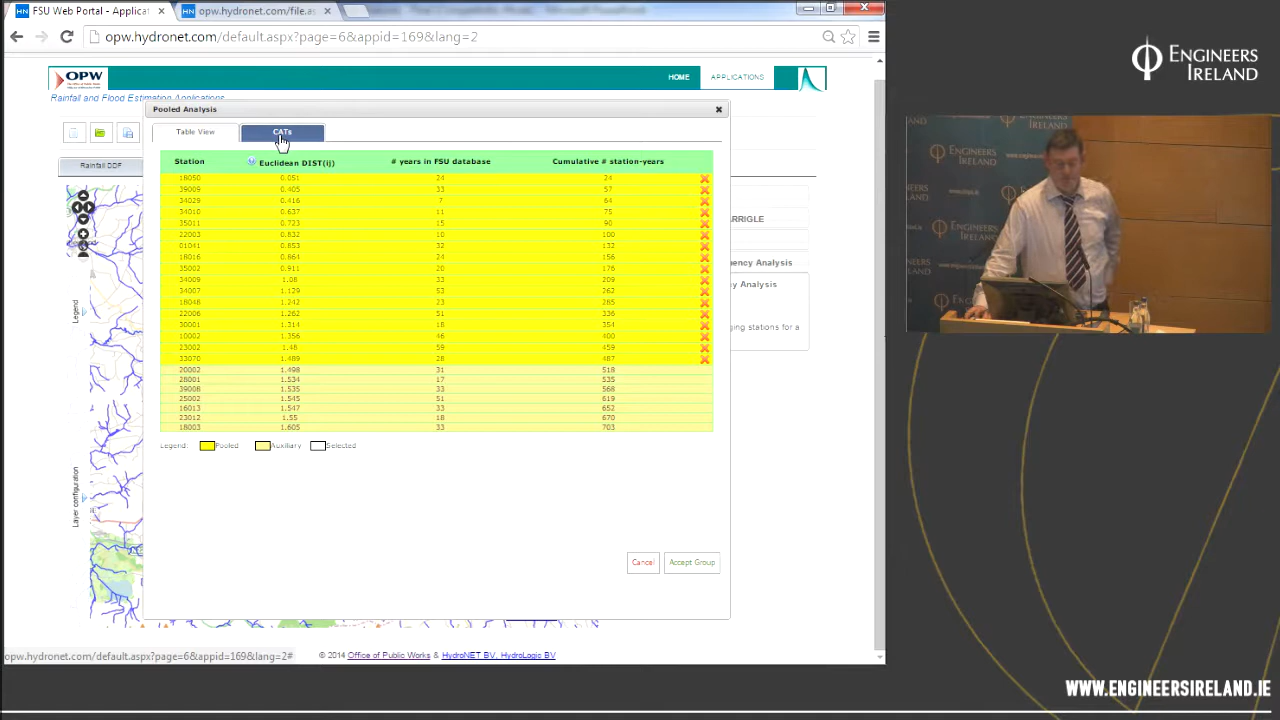 FSU Web Portal - Applicat
opw.hydronet.com/file.as
opw.hydronet.com/default.aspx?page=6&appid=169&lang=2
OPW
HOME
APPLICATIONS
Rainfall and Flood Estimating Applications
Rainfall DDF
Legend
Layer configuration
Pooled Analysis
Table View
CATs
Station Euclidean DIST(ij) # years in FSU database Cumulative # station-years
18050 0.051 24 24
39009 0.405 33 57
34029 0.416 7 64
34010 0.637 11 75
35011 0.723 15 90
22003 0.832 10 100
01041 0.853 32 132
18016 0.864 24 156
35002 0.911 20 176
34009 1.08 33 209
34007 1.129 53 262
18048 1.242 23 285
22006 1.262 51 336
30001 1.314 18 354
10002 1.356 46 400
23002 1.48 59 459
33070 1.489 28 487
20002 1.498 31 518
28001 1.534 17 535
39008 1.535 33 568
25002 1.545 51 619
16013 1.547 33 652
23012 1.55 18 670
18003 1.605 33 703
Legend: Pooled Auxiliary Selected
Cancel
Accept Group
ARRIGLE
uency Analysis
y Analysis
ging stations for a
opw.hydronet.com/default.aspx?page=6&appid=169&lang=2#
© 2014 Office of Public Works & HydroNET BV, HydroLogic BV
ENGINEERS
IRELAND
ENGINEERS
IRELAND
WWW.ENGINEERSIRELAND.IE